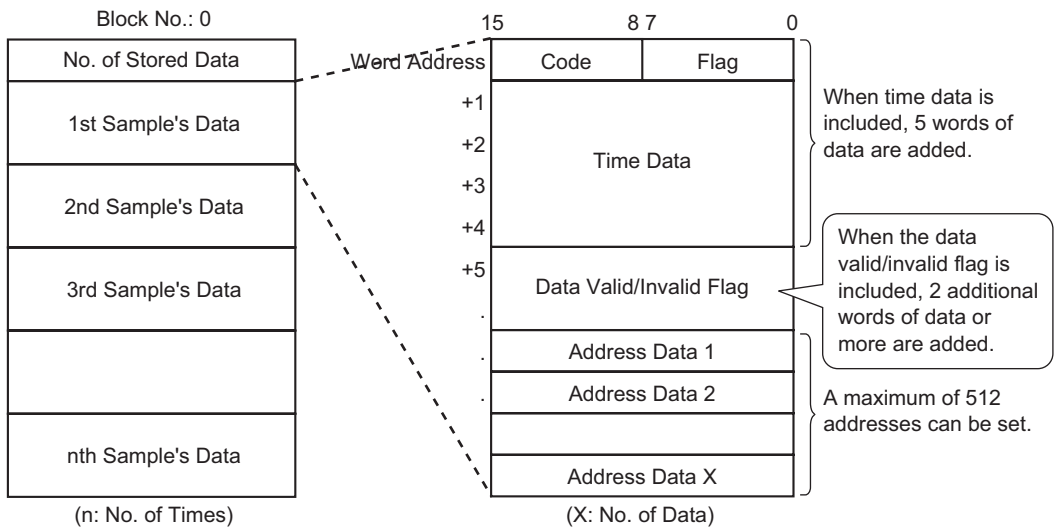 Block No.: 0
No. of Stored Data
1st Sample's Data
2nd Sample's Data
3rd Sample's Data
nth Sample's Data
(n: No. of Times)
15 8 7 0
Word Address
Code Flag
+1
+2
+3
+4
Time Data
+5
Data Valid/Invalid Flag
.
.
.
Address Data 1
Address Data 2
Address Data X
(X: No. of Data)
When time data is
included, 5 words of
data are added.
When the data
valid/invalid flag is
included, 2 additional
words of data or
more are added.
A maximum of 512
addresses can be set.